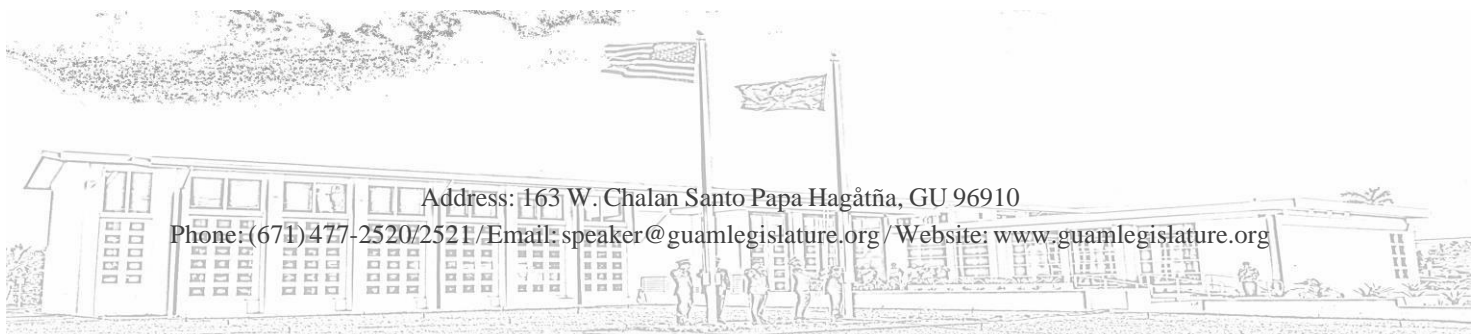 Address: 163 W. Chalan Santo Papa Hagåtña, GU 96910
Phone: (671) 477-2520/2521 / Email: speaker@guamlegislature.org / Website: www.guamlegislature.org